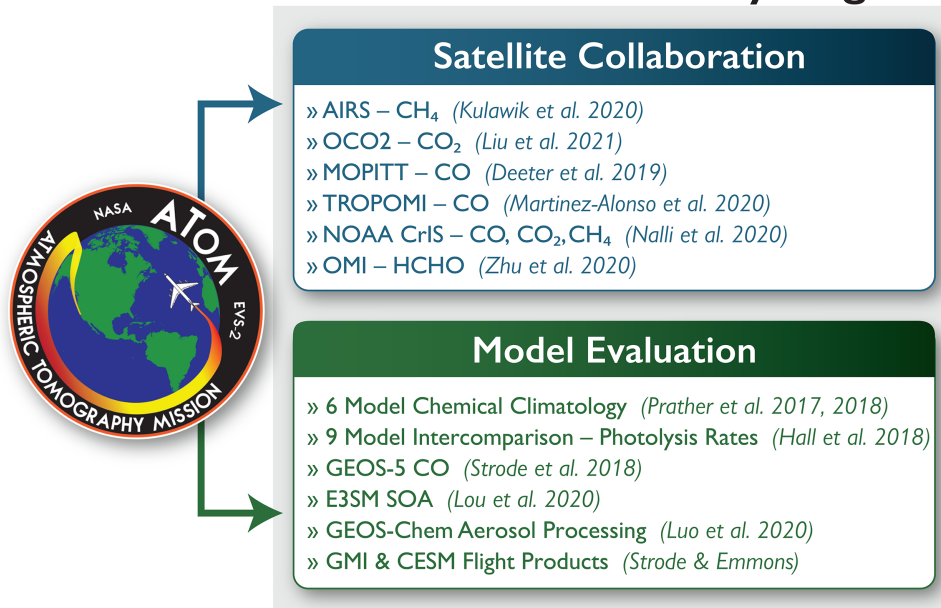 NASA
ATOM
EVS-2
ATMOSPHERIC TOMOGRAPHY MISSION
Satellite Collaboration
» AIRS – CH₄ (Kulawik et al. 2020)
» OCO2 – CO₂ (Liu et al. 2021)
» MOPITT – CO (Deeter et al. 2019)
» TROPOMI – CO (Martinez-Alonso et al. 2020)
» NOAA CrIS – CO, CO₂, CH₄ (Nalli et al. 2020)
» OMI – HCHO (Zhu et al. 2020)
Model Evaluation
» 6 Model Chemical Climatology (Prather et al. 2017, 2018)
» 9 Model Intercomparison – Photolysis Rates (Hall et al. 2018)
» GEOS-5 CO (Strode et al. 2018)
» E3SM SOA (Lou et al. 2020)
» GEOS-Chem Aerosol Processing (Luo et al. 2020)
» GMI & CESM Flight Products (Strode & Emmons)